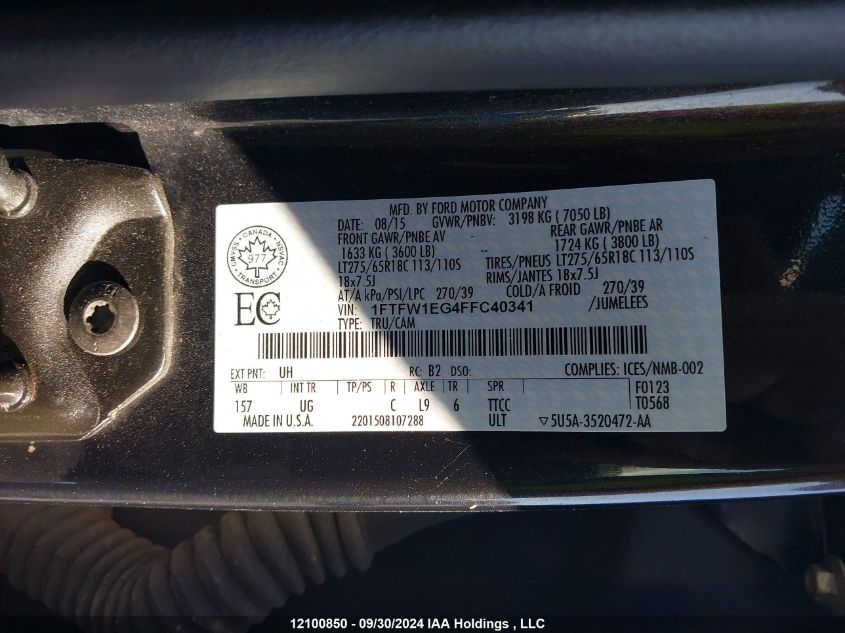 MFD. BY FORD MOTOR COMPANY
DATE: 08/15 GVWR/PNBV: 3198 KG ( 7050 LB)
FRONT GAWR/PNBE AV -- REAR GAWR/PNBE AR
1633 KG ( 3600 LB) 1724 KG ( 3800 LB)
LT275/65R18C 113/110S TIRES/PNEUS LT275/65R18C 113/110S
18x7.5J RIMS/JANTES 18x7.5J
AT/A kPa/PSI/LPC 270/39 COLD/A FROID 270/39
VIN: 1FTFW1EG4FFC40341 /JUMELEES
TYPE: TRU/CAM
CANADA
CMVSS NSVAC
977
TRANSPORT
EC
EXT PNT: UH RC: B2 DSO: COMPLIES: ICES/NMB-002
WB INT TR TP/PS R AXLE TR SPR F0123
157 UG C L9 6 TTCC T0568
MADE IN U.S.A. 2201508107288 ULT ▽5U5A-3520472-AA
12100850 - 09/30/2024 IAA Holdings , LLC